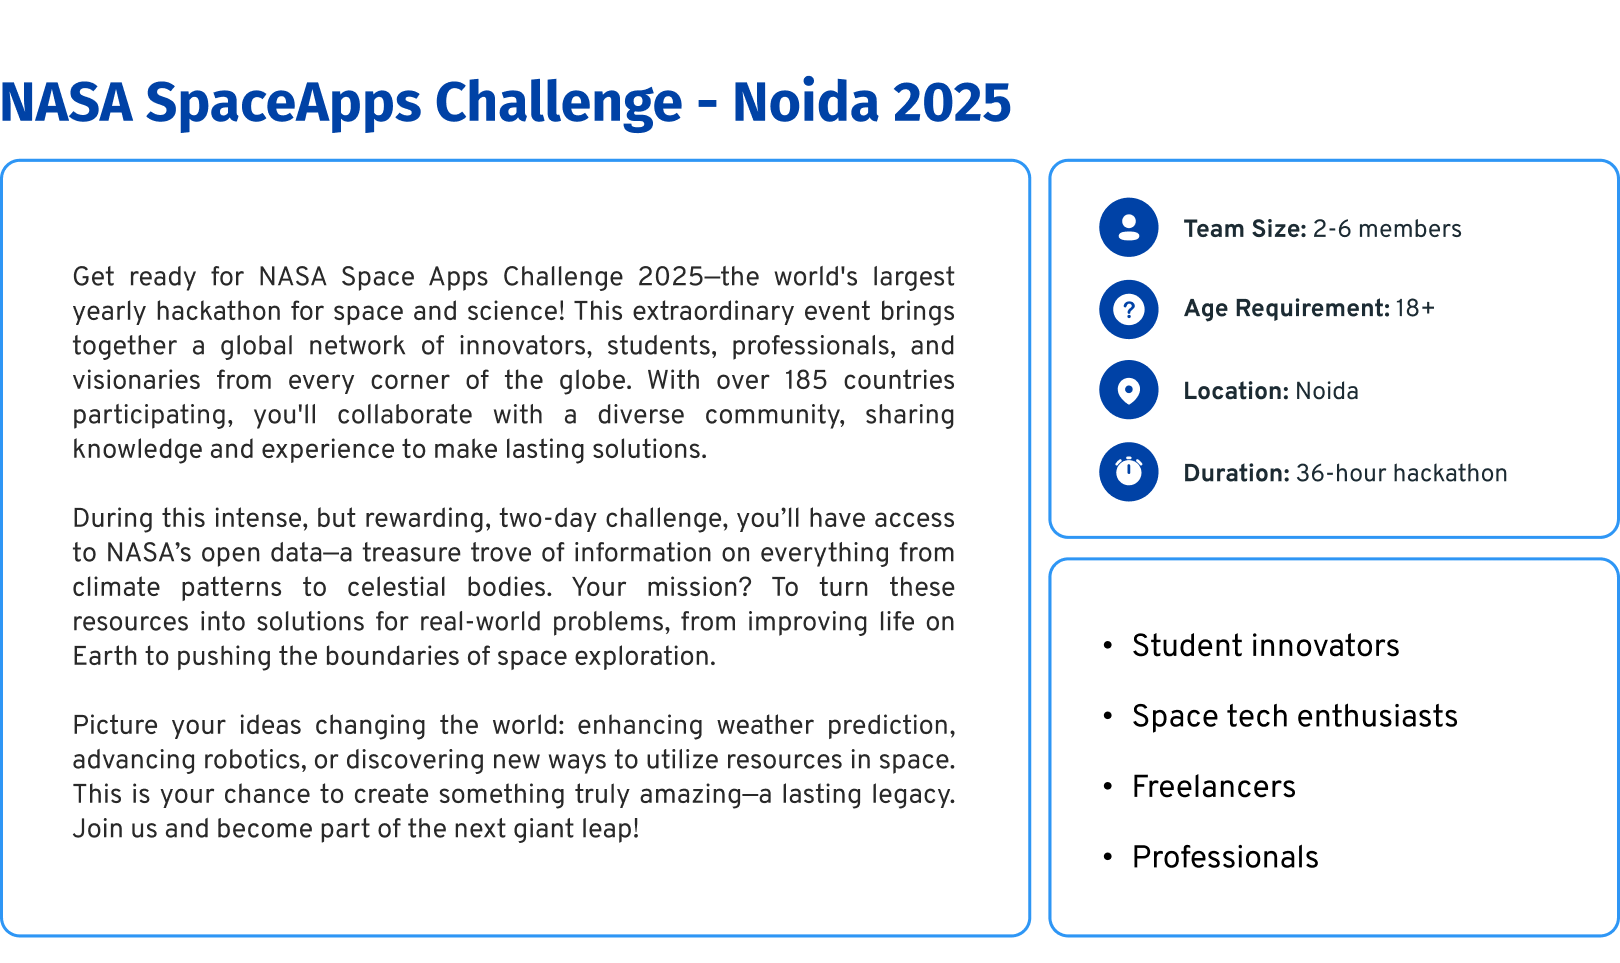 NASA SpaceApps Challenge - Noida 2025
Get ready for NASA Space Apps Challenge 2025—the world's largest
yearly hackathon for space and science! This extraordinary event brings
together a global network of innovators, students, professionals, and
visionaries from every corner of the globe. With over 185 countries
participating, you'll collaborate with a diverse community, sharing
knowledge and experience to make lasting solutions.
During this intense, but rewarding, two-day challenge, you’ll have access
to NASA’s open data—a treasure trove of information on everything from
climate patterns to celestial bodies. Your mission? To turn these
resources into solutions for real-world problems, from improving life on
Earth to pushing the boundaries of space exploration.
Picture your ideas changing the world: enhancing weather prediction,
advancing robotics, or discovering new ways to utilize resources in space.
This is your chance to create something truly amazing—a lasting legacy.
Join us and become part of the next giant leap!
Team Size: 2-6 members
? Age Requirement: 18+
Location: Noida
Duration: 36-hour hackathon
• Student innovators
• Space tech enthusiasts
• Freelancers
• Professionals